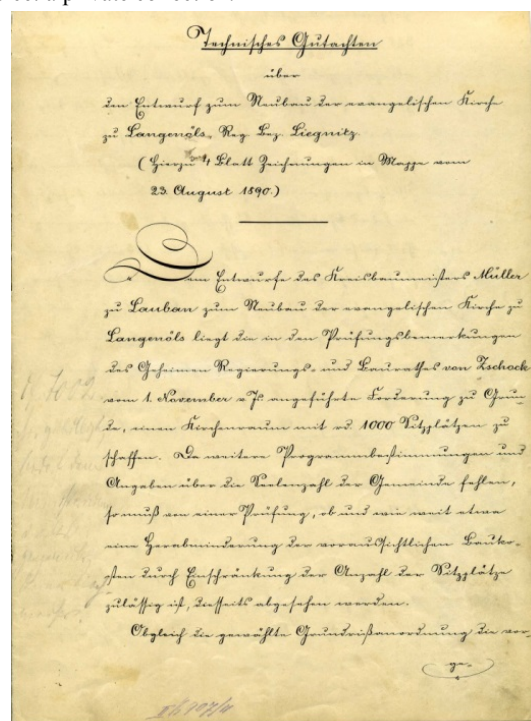 Technisches Gutachten
über
den Entwurf zum Neubau der evangelischen Kirche
zu Langenöls, Reg. Bez. Liegnitz.
(Hierzu 1 Blatt Zeichnungen in Mappe vom
23. August 1890.)
Dem Entwurfe des Kreisbaumeisters Müller
zu Lauban zum Neubau der evangelischen Kirche zu
Langenöls liegt die in den Prüfungsbemerkungen
des Geheimen Regierungs- und Baurathes von Zschock
vom 1. November v. Js. angeführte Forderung zu Grun-
de, einen Kirchenraum mit rd. 1000 Sitzplätzen zu
schaffen. Da weitere Programmbestimmungen und
Angaben über die Seelenzahl der Gemeinde fehlen,
so muß von einer Prüfung, ob und wie weit etwa
eine Herabminderung der voraussichtlichen Bauko-
sten durch Einschränkung der Anzahl der Sitzplätze
zulässig ist, diesseits abgesehen werden.
Obgleich die gewählte Grundrißanordnung die vor-